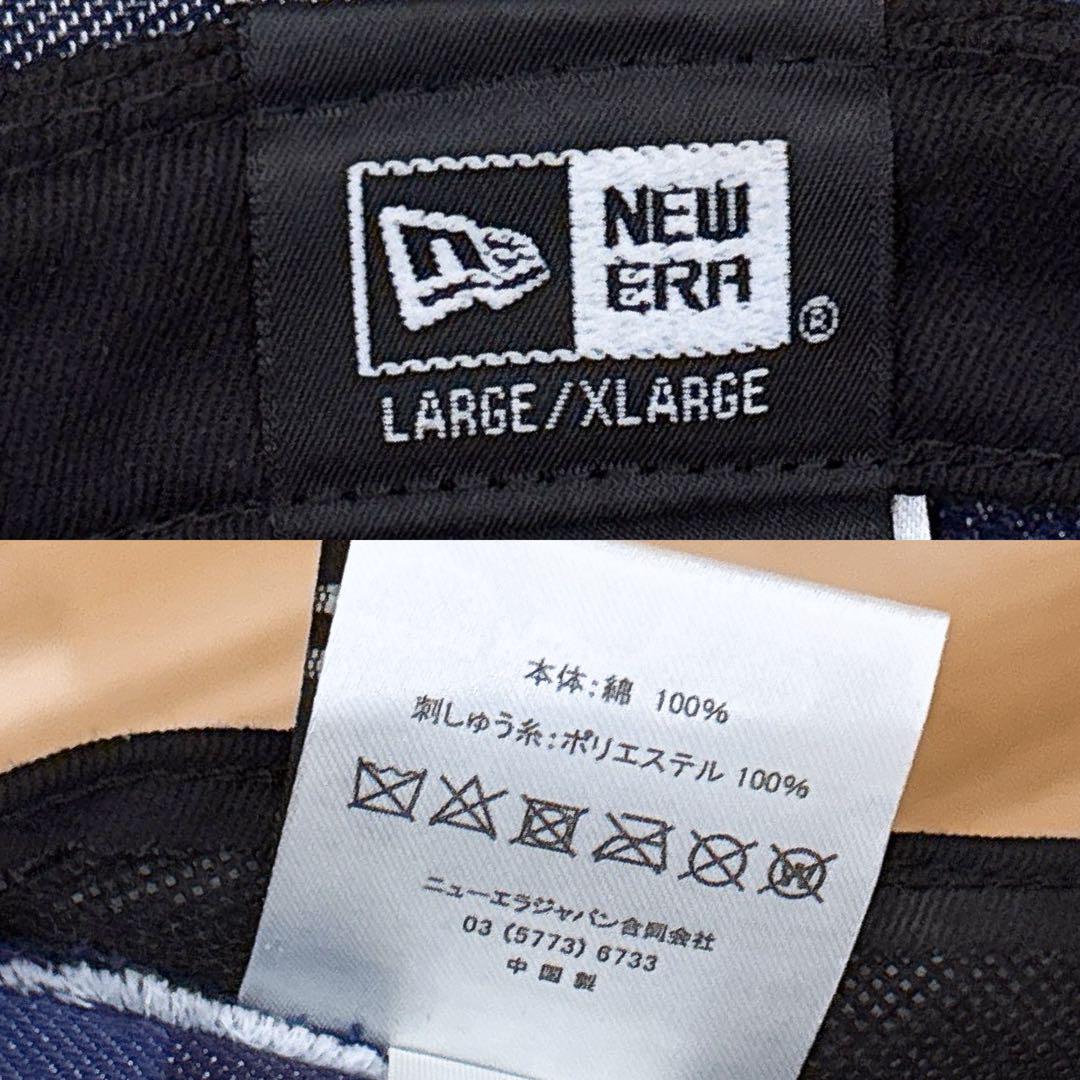 NEW
ERA
®
LARGE/XLARGE
本体:綿 100%
刺しゅう糸:ポリエステル 100%
ニューエラジャパン合同会社
03 (5773) 6733
中国製